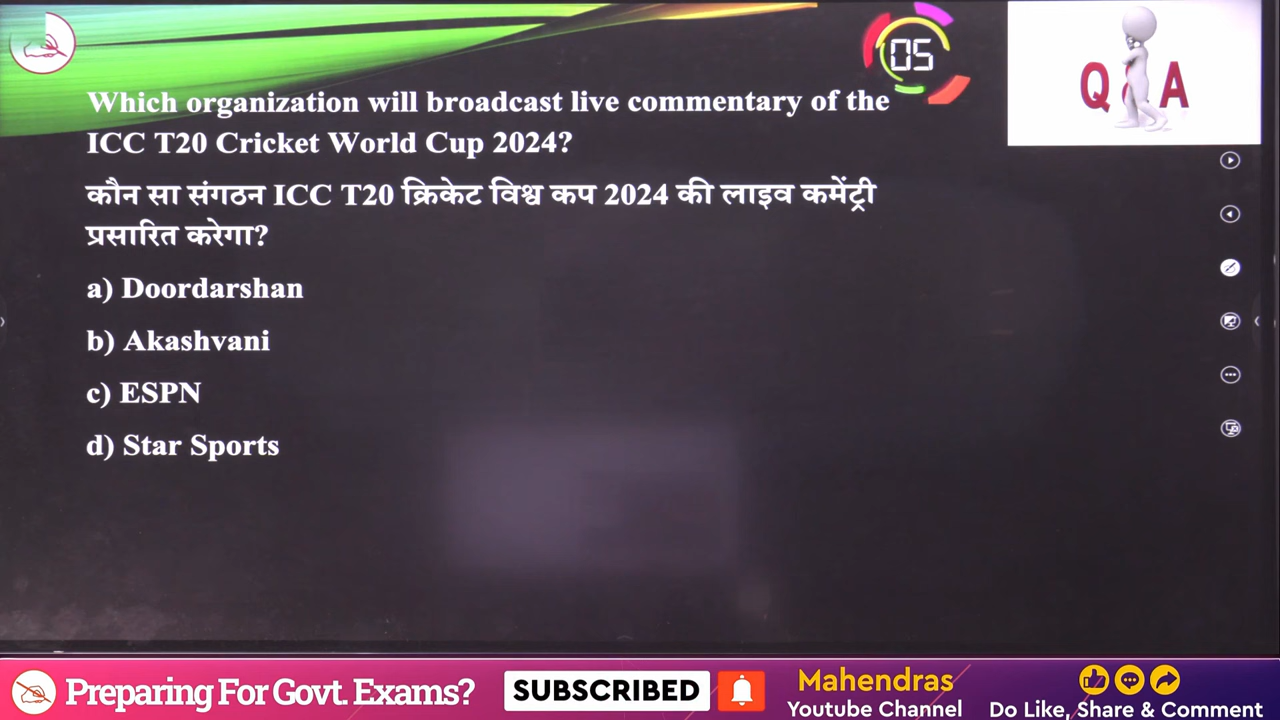 05
Q & A
Which organization will broadcast live commentary of the
ICC T20 Cricket World Cup 2024?
कौन सा संगठन ICC T20 क्रिकेट विश्व कप 2024 की लाइव कमेंट्री
प्रसारित करेगा?
a) Doordarshan
b) Akashvani
c) ESPN
d) Star Sports
Preparing For Govt. Exams?
SUBSCRIBED
Mahendras
Youtube Channel
Do Like, Share & Comment